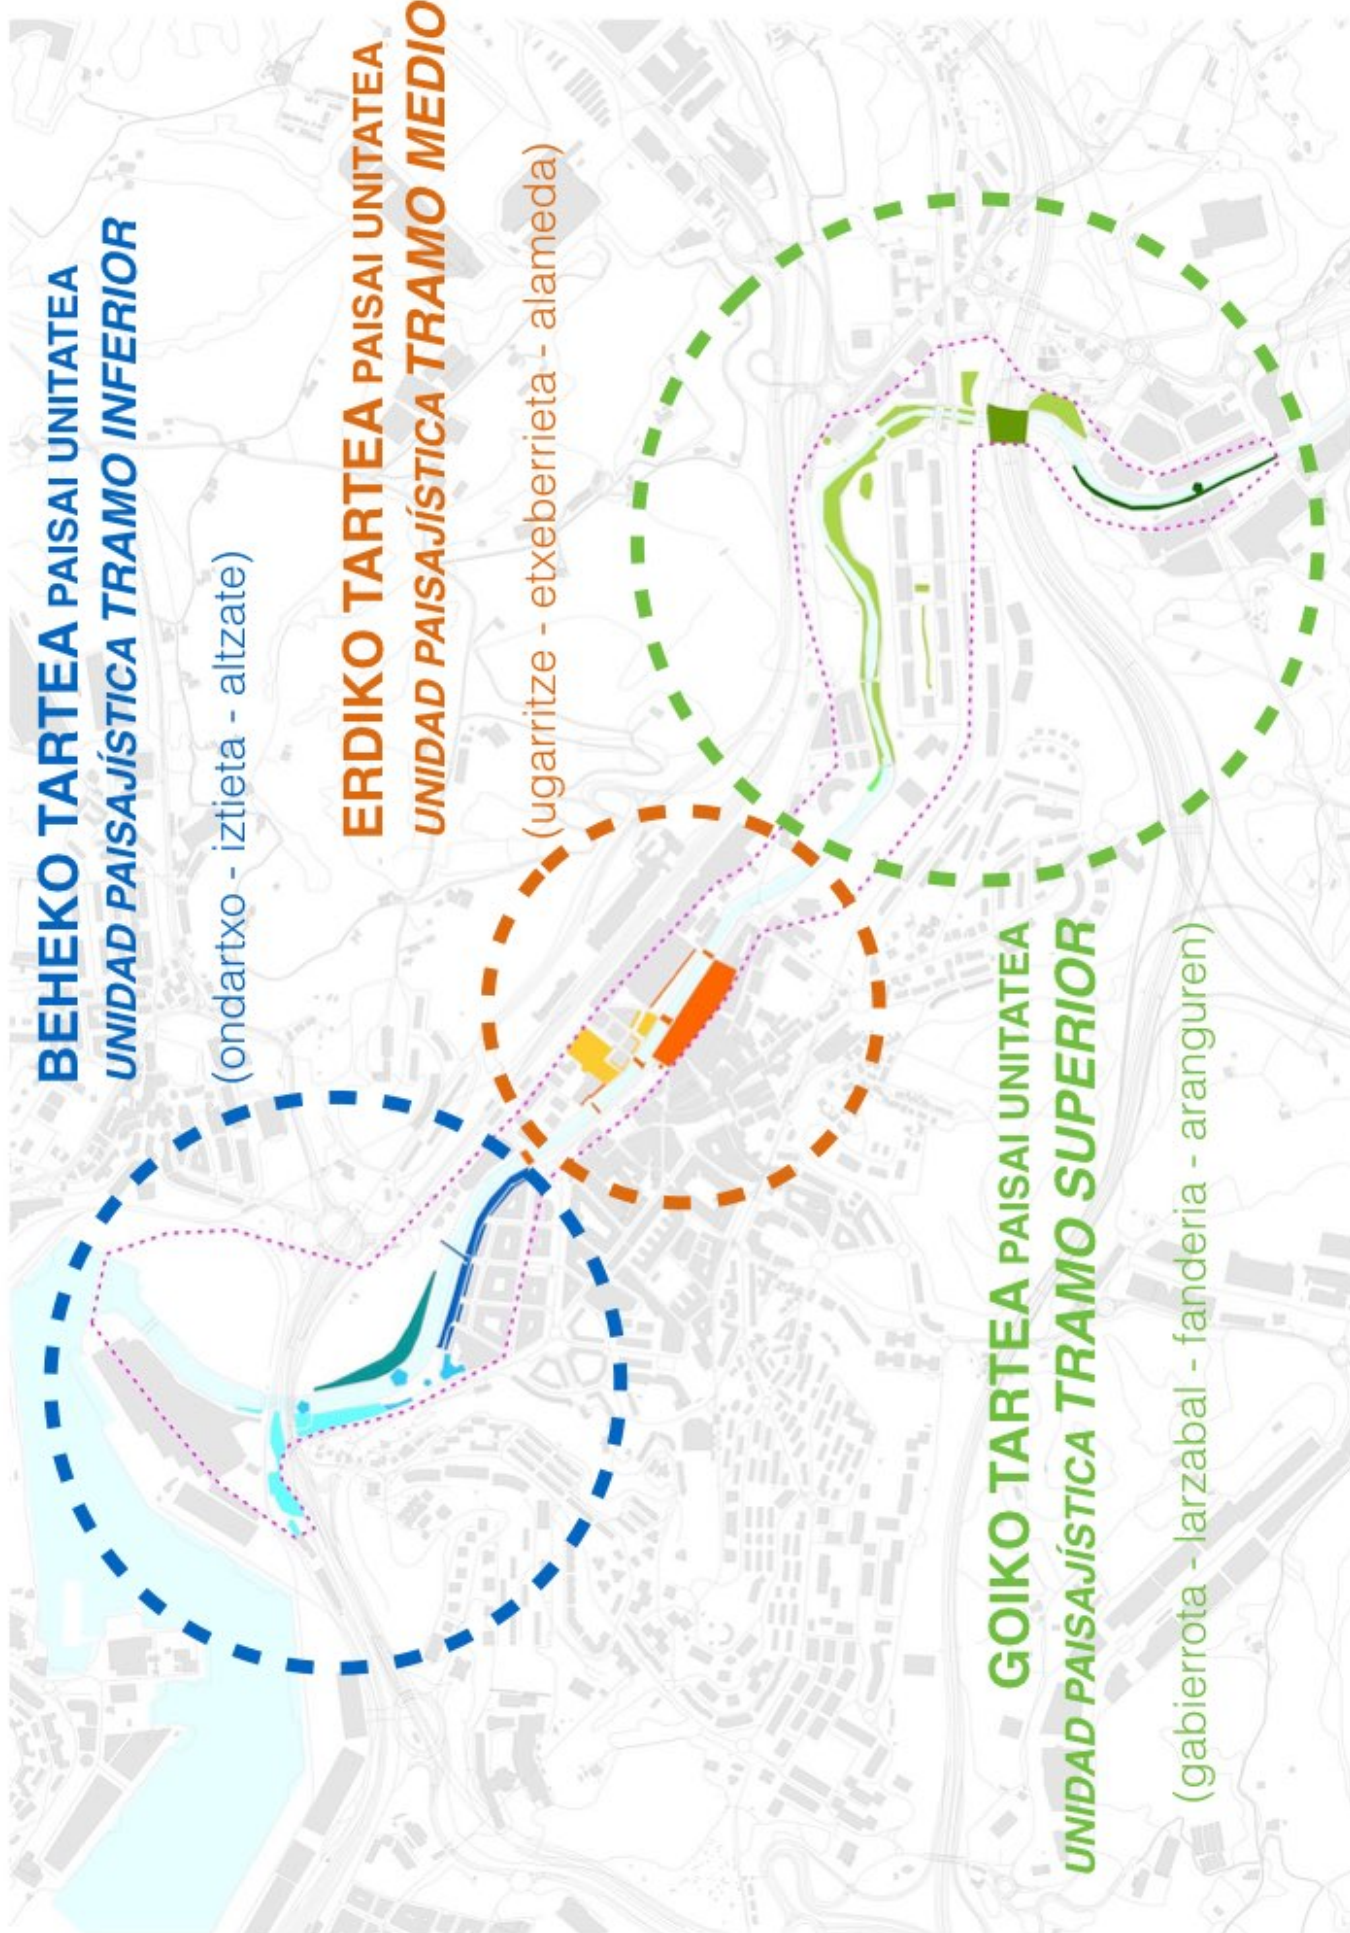 BEHEKO TARTEA PAISAI UNITATEA
UNIDAD PAISAJÍSTICA TRAMO INFERIOR
(ondartxo - iztieta - altzate)
ERDIKO TARTEA PAISAI UNITATEA
UNIDAD PAISAJÍSTICA TRAMO MEDIO
(ugarritze - etxeberrieta - alameda)
GOIKO TARTEA PAISAI UNITATEA
UNIDAD PAISAJÍSTICA TRAMO SUPERIOR
(gabierrota - larzabal - fanderia - aranguren)